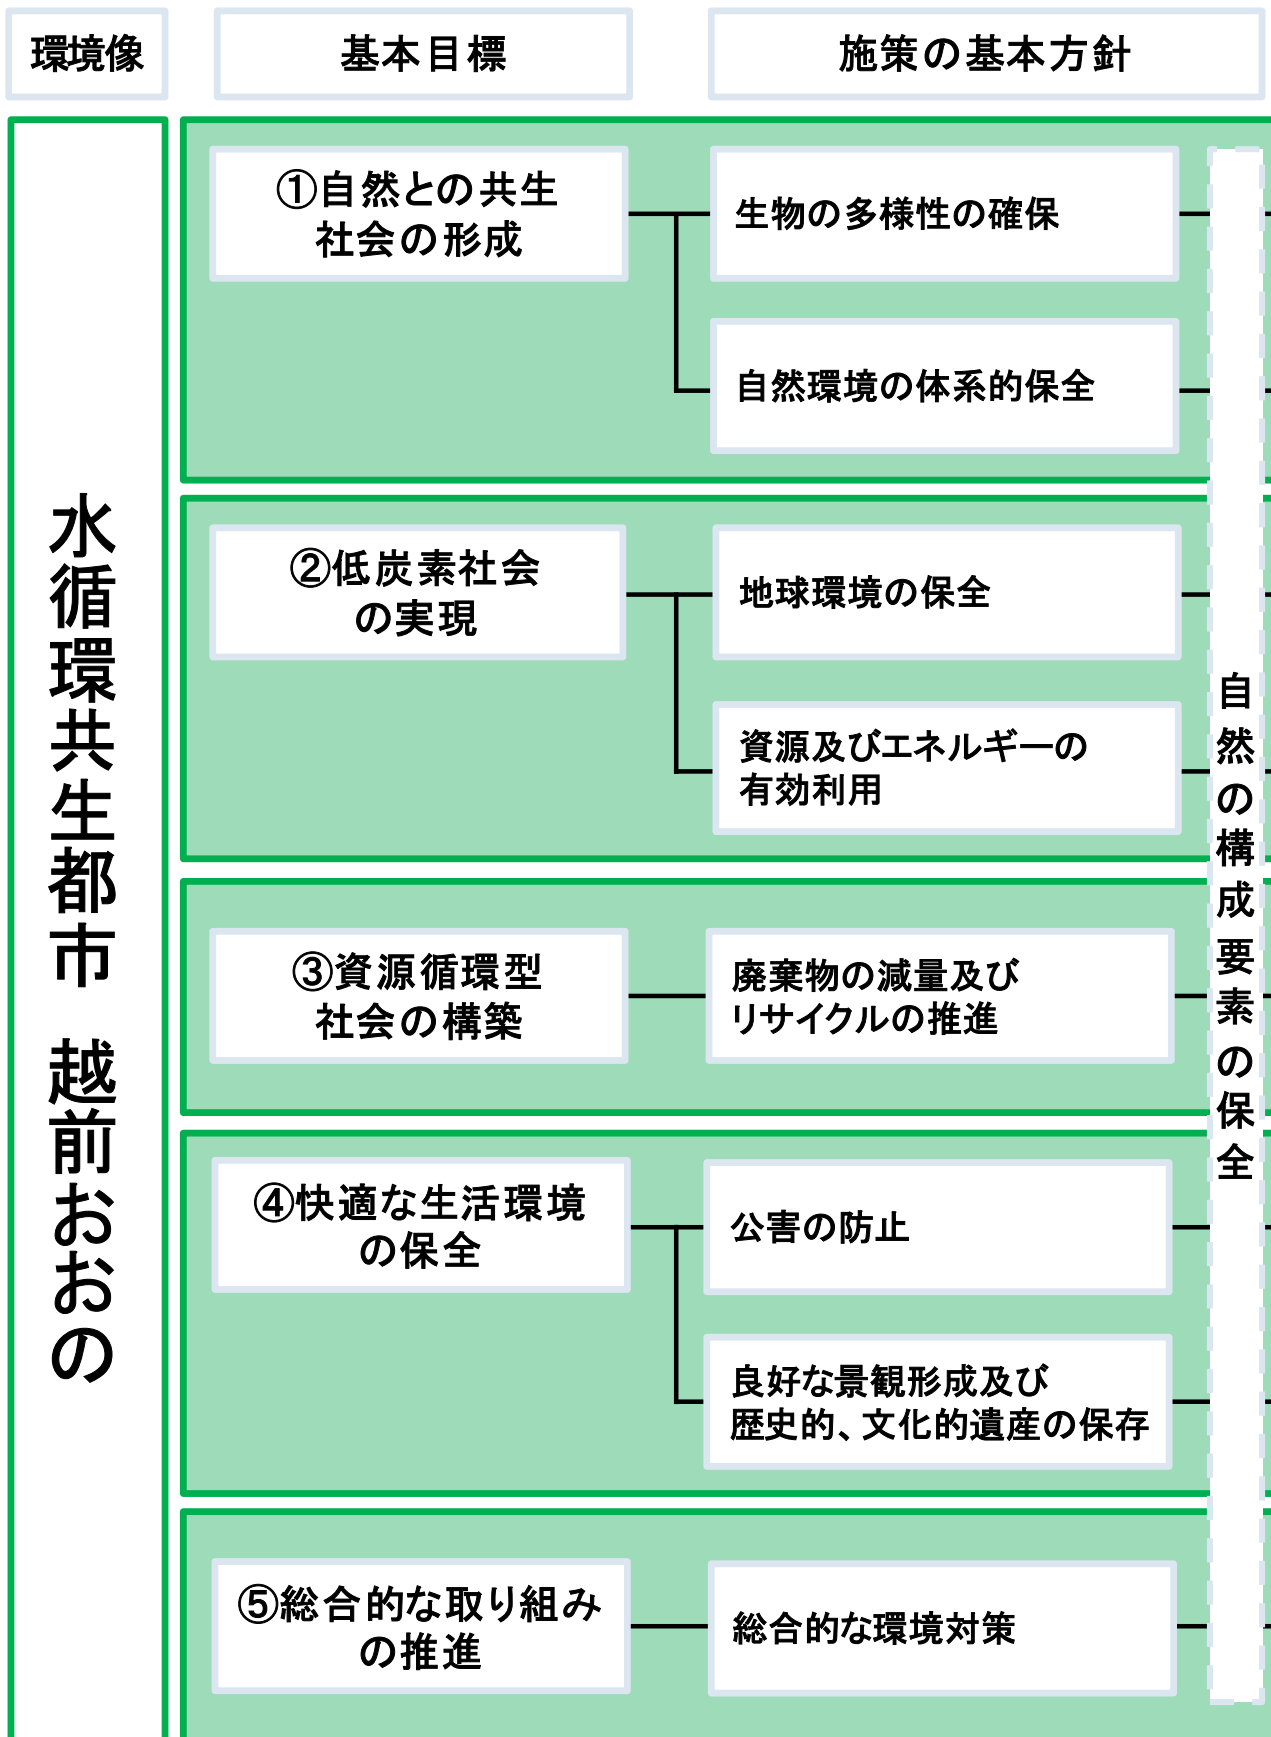 環境像
基本目標
施策の基本方針
水循環共生都市 越前おおの
①自然との共生
社会の形成
生物の多様性の確保
自然環境の体系的保全
②低炭素社会
の実現
地球環境の保全
資源及びエネルギーの
有効利用
③資源循環型
社会の構築
廃棄物の減量及び
リサイクルの推進
④快適な生活環境
の保全
公害の防止
良好な景観形成及び
歴史的、文化的遺産の保存
⑤総合的な取り組み
の推進
総合的な環境対策
自然の構成要素の保全